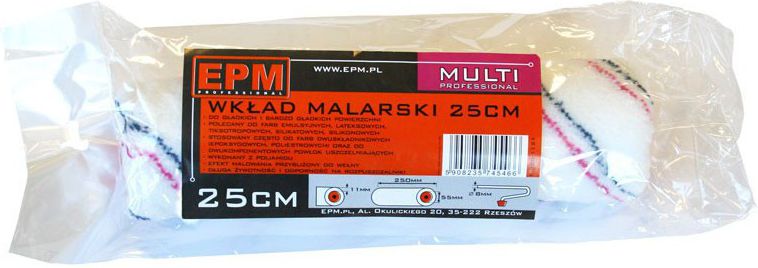 EPM
PROFESSIONAL
WWW.EPM.PL
MULTI
PROFESSIONAL
WKŁAD MALARSKI 25CM
- DO GŁADKICH I BARDZO GŁADKICH POWIERZCHNI
- POLECANY DO FARB EMULSYJNYCH, LATEKSOWYCH,
TIKSOTROPOWYCH, SILIKATOWYCH, SILIKONOWYCH
- STOSOWANY CZĘSTO DO FARB DWUSKŁADNIKOWYCH
(EPOKSYDOWYCH, POLIESTROWYCH) ORAZ DO
DWUKOMPONENTOWYCH POWŁOK USZCZELNIAJĄCYCH
- WYKONANY Z POLIAMIDU
- EFEKT MALOWANIA PRZYBLIŻONY DO WEŁNY
- DŁUGA ŻYWOTNOŚĆ I ODPORNOŚĆ NA ROZPUSZCZALNIKI
5908235745466
25CM
11MM
250MM
55MM
Ø 8MM
EPM.PL, AL. OKULICKIEGO 20, 35-222 RZESZÓW